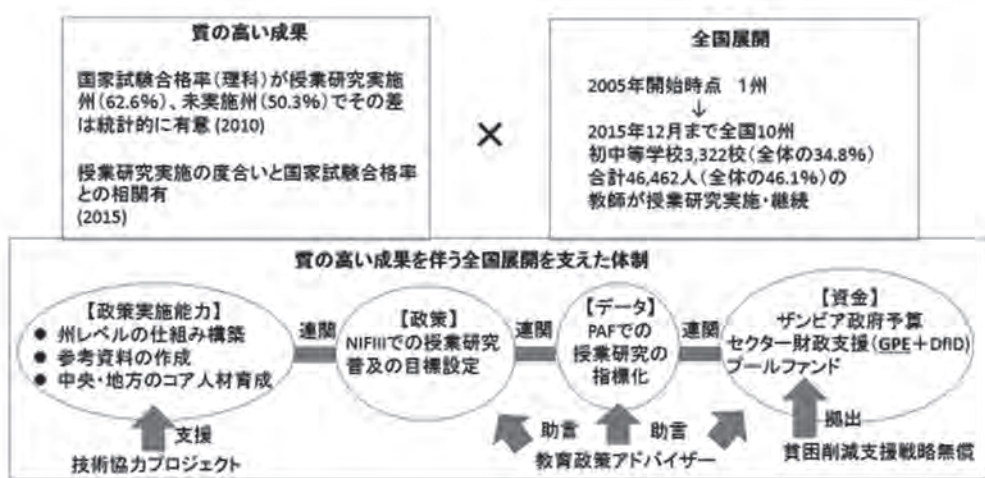 質の高い成果
国家試験合格率(理科)が授業研究実施
州(62.6%)、未実施州(50.3%)でその差
は統計的に有意 (2010)
授業研究実施の度合いと国家試験合格率
との相関有
(2015)
×
全国展開
2005年開始時点 1州
↓
2015年12月まで全国10州
初中等学校3,322校(全体の34.8%)
合計46,462人(全体の46.1%)の
教師が授業研究実施・継続
質の高い成果を伴う全国展開を支えた体制
【政策実施能力】
● 州レベルの仕組み構築
● 参考資料の作成
● 中央・地方のコア人材育成
連関
【政策】
NIFIIIでの授業研究
普及の目標設定
連関
【データ】
PAFでの
授業研究の
指標化
連関
【資金】
ザンビア政府予算
セクター財政支援(GPE+DfID)
プールファンド
支援
技術協力プロジェクト
助言
助言
教育政策アドバイザー
拠出
貧困削減支援戦略無償